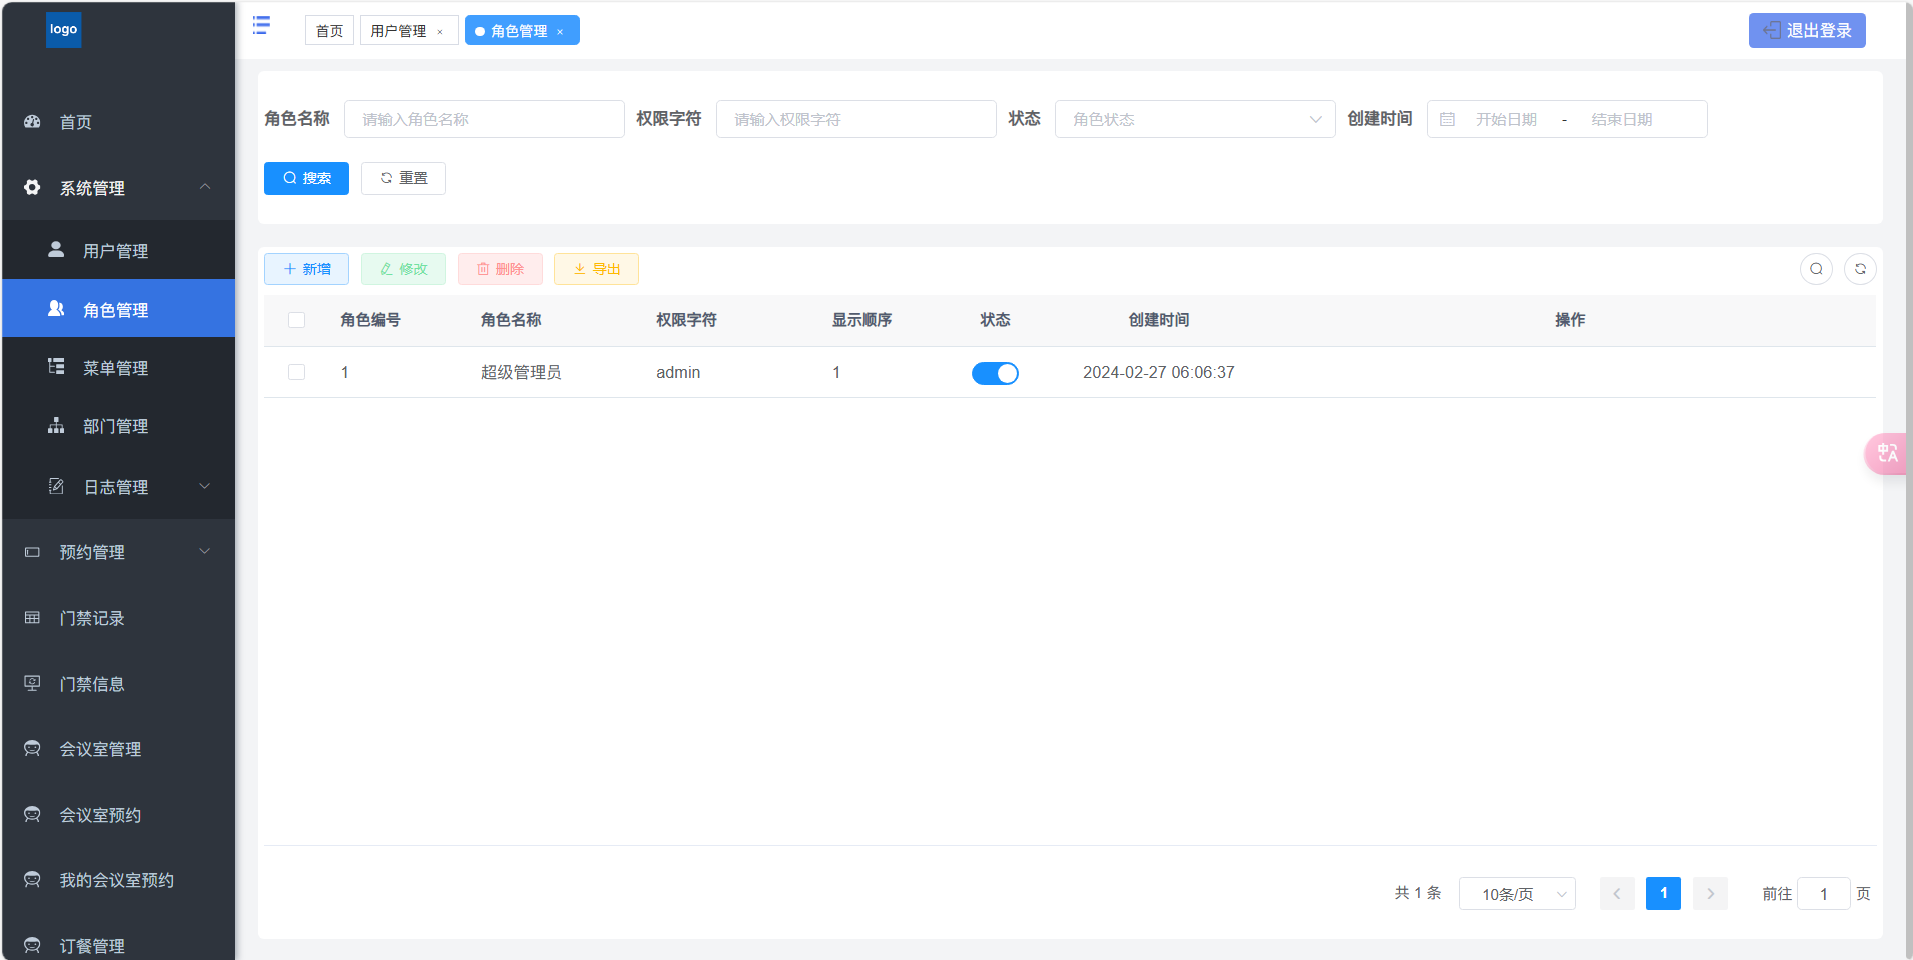 logo
首页
系统管理
用户管理
角色管理
菜单管理
部门管理
日志管理
预约管理
门禁记录
门禁信息
会议室管理
会议室预约
我的会议室预约
订餐管理
首页 用户管理 × 角色管理 × 退出登录
角色名称 请输入角色名称 权限字符 请输入权限字符 状态 角色状态 创建时间 开始日期 - 结束日期
搜索 重置
新增 修改 删除 导出
角色编号 角色名称 权限字符 显示顺序 状态 创建时间 操作
1 超级管理员 admin 1 2024-02-27 06:06:37
中A
共 1 条 10条/页 1 前往 1 页